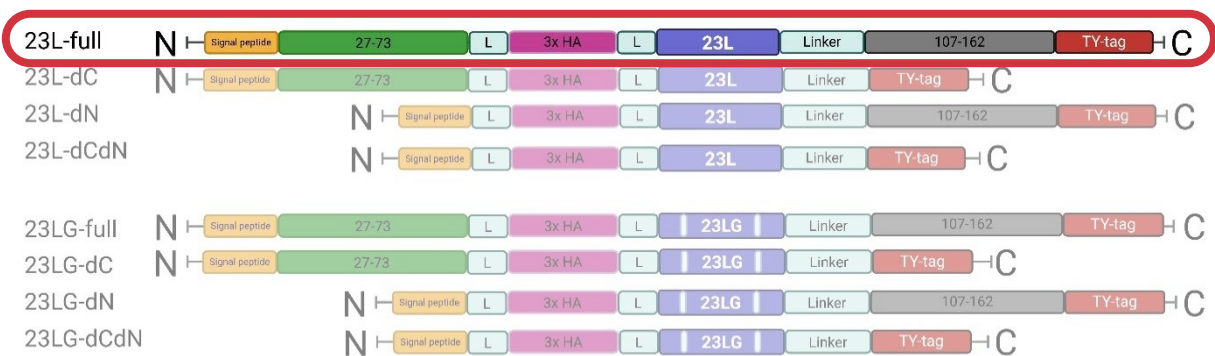 23L-full N Signal peptide 27-73 L 3x HA L 23L Linker 107-162 TY-tag C
23L-dC N Signal peptide 27-73 L 3x HA L 23L Linker TY-tag C
23L-dN N Signal peptide L 3x HA L 23L Linker 107-162 TY-tag C
23L-dCdN N Signal peptide L 3x HA L 23L Linker TY-tag C
23LG-full N Signal peptide 27-73 L 3x HA L 23LG Linker 107-162 TY-tag C
23LG-dC N Signal peptide 27-73 L 3x HA L 23LG Linker TY-tag C
23LG-dN N Signal peptide L 3x HA L 23LG Linker 107-162 TY-tag C
23LG-dCdN N Signal peptide L 3x HA L 23LG Linker TY-tag C